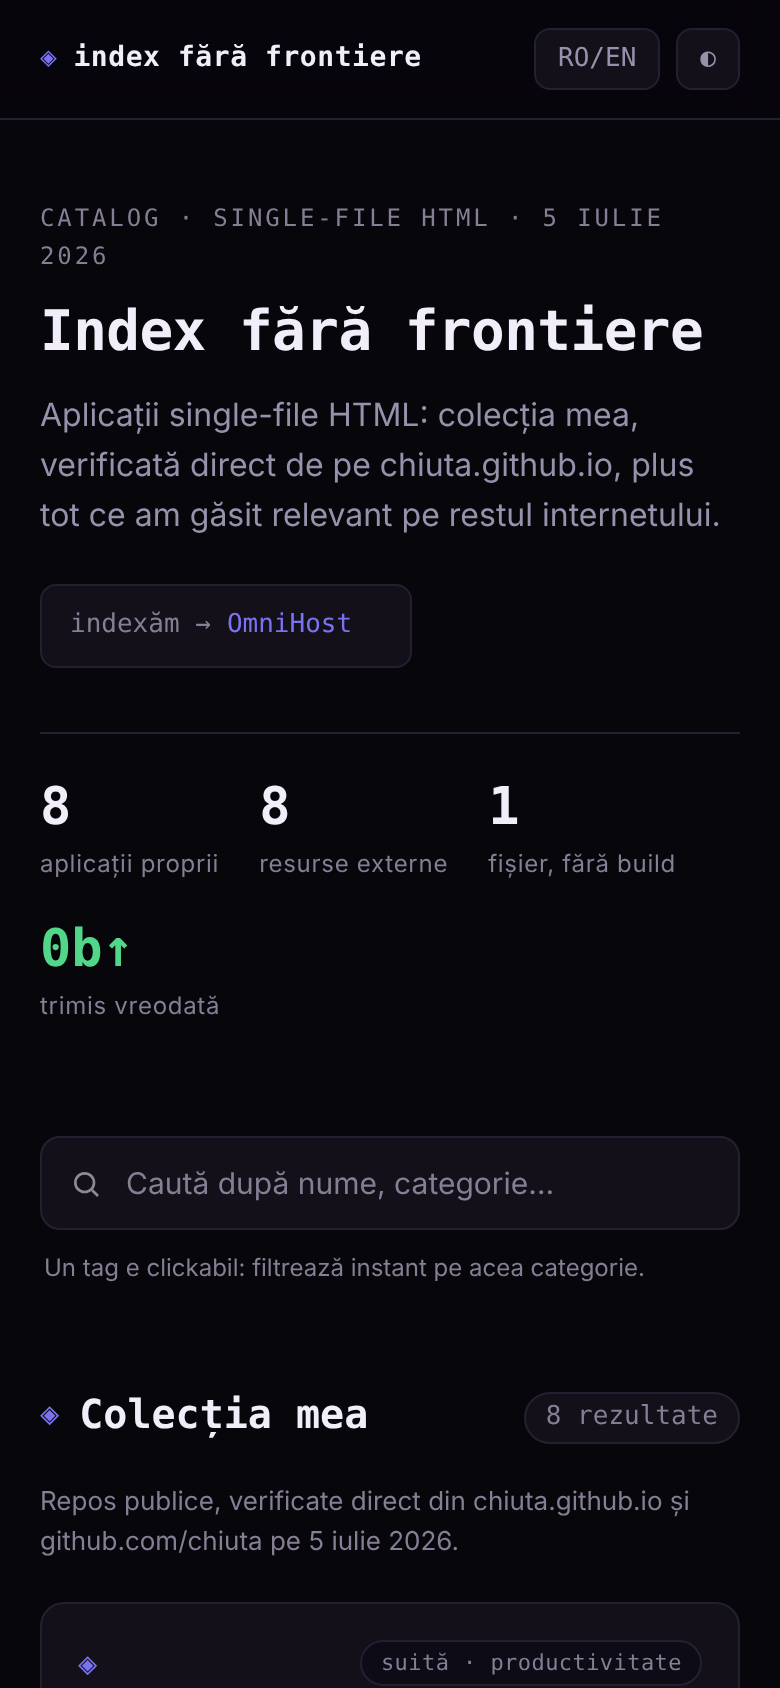 index fără frontiere
RO/EN
CATALOG · SINGLE-FILE HTML · 5 IULIE
2026
Index fără frontiere
Aplicații single-file HTML: colecția mea,
verificată direct de pe chiuta.github.io, plus
tot ce am găsit relevant pe restul internetului.
indexăm → OmniHost
8
aplicații proprii
8
resurse externe
1
fișier, fără build
0b↑
trimis vreodată
Caută după nume, categorie...
Un tag e clickabil: filtrează instant pe acea categorie.
Colecția mea
8 rezultate
Repos publice, verificate direct din chiuta.github.io și
github.com/chiuta pe 5 iulie 2026.
suită · productivitate